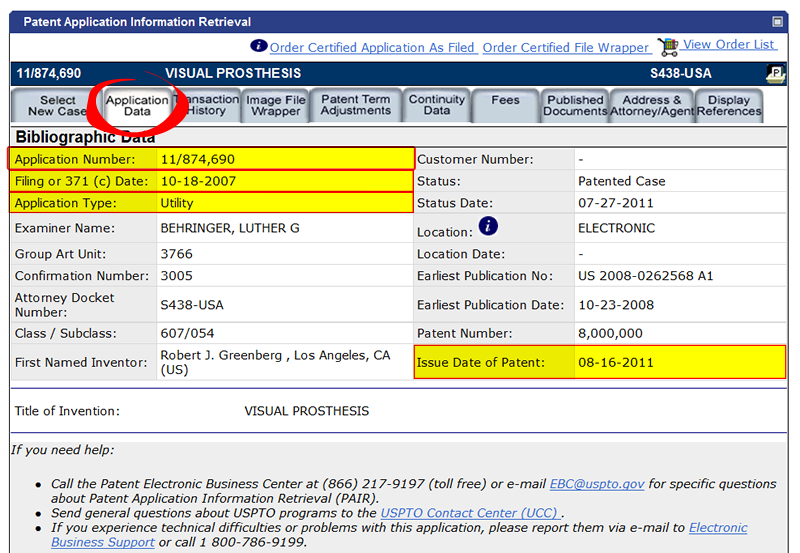 Patent Application Information Retrieval
Order Certified Application As Filed Order Certified File Wrapper View Order List
11/874,690 VISUAL PROSTHESIS S438-USA
Select New Case
Application Data
Transaction History
Image File Wrapper
Patent Term Adjustments
Continuity Data
Fees
Published Documents
Address & Attorney/Agent
Display References
Bibliographic Data
Application Number: 11/874,690 Customer Number: -
Filing or 371 (c) Date: 10-18-2007 Status: Patented Case
Application Type: Utility Status Date: 07-27-2011
Examiner Name: BEHRINGER, LUTHER G Location: ELECTRONIC
Group Art Unit: 3766 Location Date: -
Confirmation Number: 3005 Earliest Publication No: US 2008-0262568 A1
Attorney Docket Number: S438-USA Earliest Publication Date: 10-23-2008
Class / Subclass: 607/054 Patent Number: 8,000,000
First Named Inventor: Robert J. Greenberg , Los Angeles, CA (US) Issue Date of Patent: 08-16-2011
Title of Invention: VISUAL PROSTHESIS
If you need help:
• Call the Patent Electronic Business Center at (866) 217-9197 (toll free) or e-mail EBC@uspto.gov for specific questions
about Patent Application Information Retrieval (PAIR).
• Send general questions about USPTO programs to the USPTO Contact Center (UCC) .
• If you experience technical difficulties or problems with this application, please report them via e-mail to Electronic
Business Support or call 1 800-786-9199.